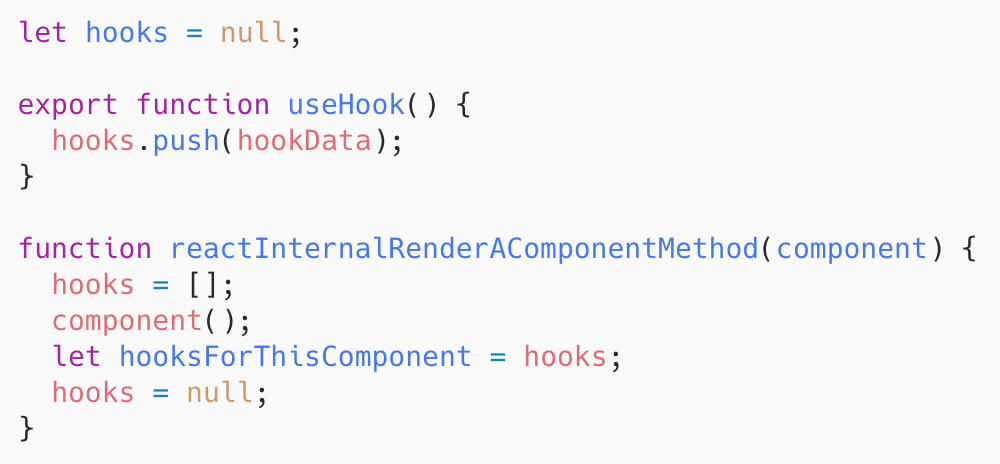 let hooks = null;
export function useHook() {
  hooks.push(hookData);
}
function reactInternalRenderAComponentMethod(component) {
  hooks = [];
  component();
  let hooksForThisComponent = hooks;
  hooks = null;
}